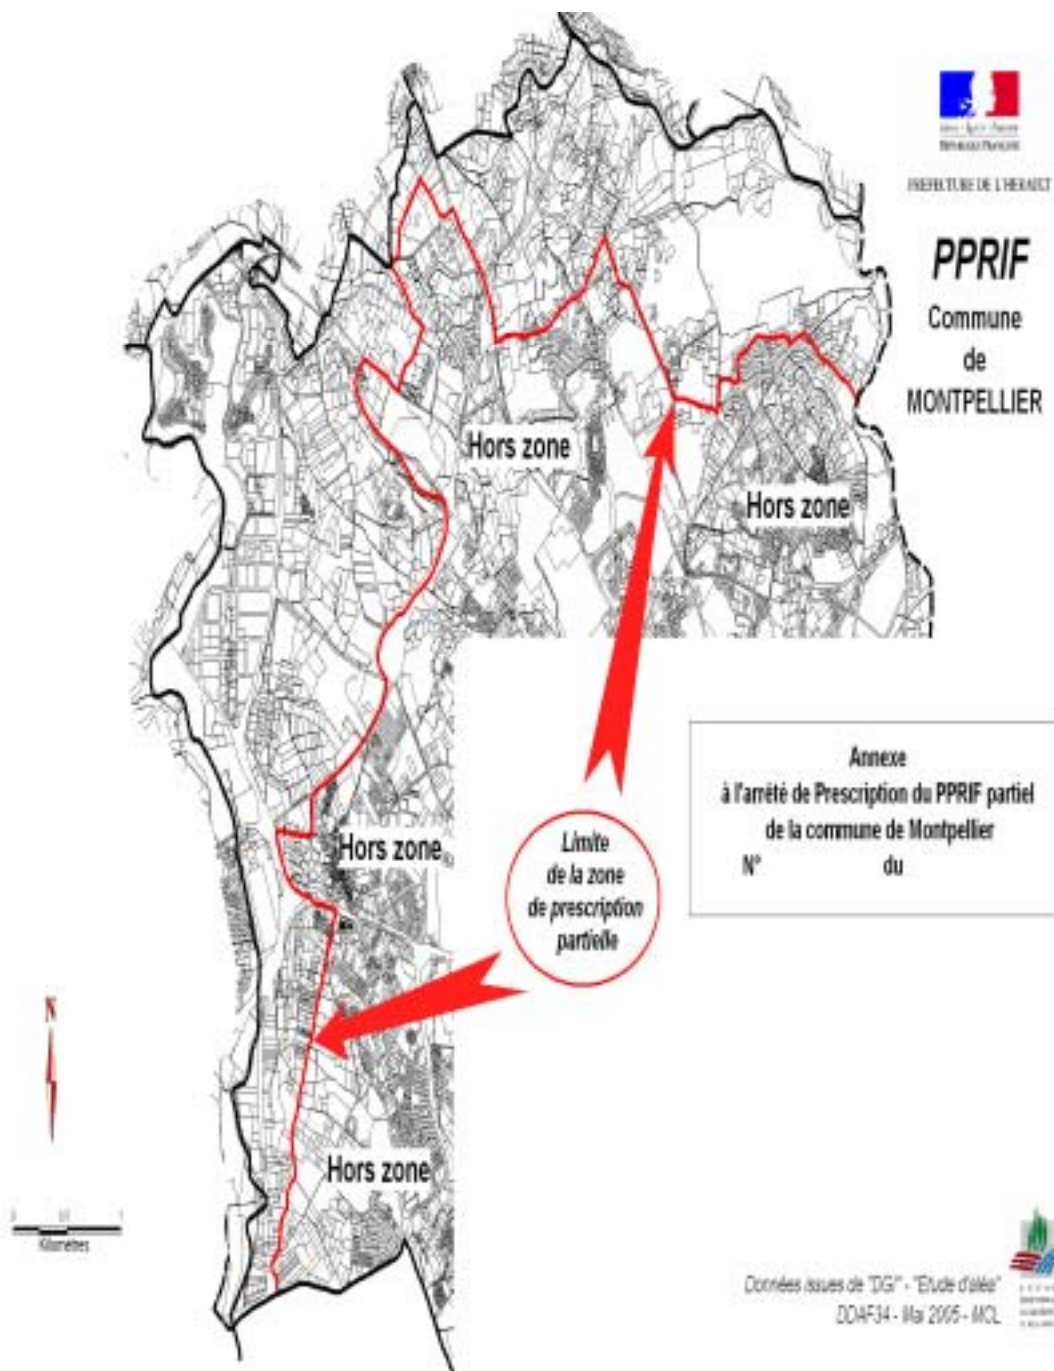 RÉPUBLIQUE FRANÇAISE
PREFECTURE DE L'HERAULT
PPRIF
Commune
de
MONTPELLIER
Hors zone
Hors zone
Hors zone
Hors zone
Limite
de la zone
de prescription
partielle
Annexe
à l'arrêté de Prescription du PPRIF partiel
de la commune de Montpellier
N° du
N
Kilomètres
Données issues de "DGI" - "Etude d'aléa"
DDAF34 - Mai 2005 - MCL